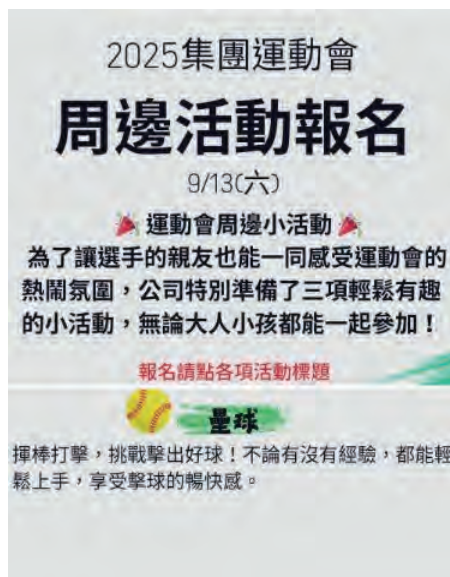 2025集團運動會
周邊活動報名
9/13(六)
運動會周邊小活動
為了讓選手的親友也能一同感受運動會的
熱鬧氛圍，公司特別準備了三項輕鬆有趣
的小活動，無論大人小孩都能一起參加！
報名請點各項活動標題
壘球
揮棒打擊，挑戰擊出好球！不論有沒有經驗，都能輕
鬆上手，享受擊球的暢快感。